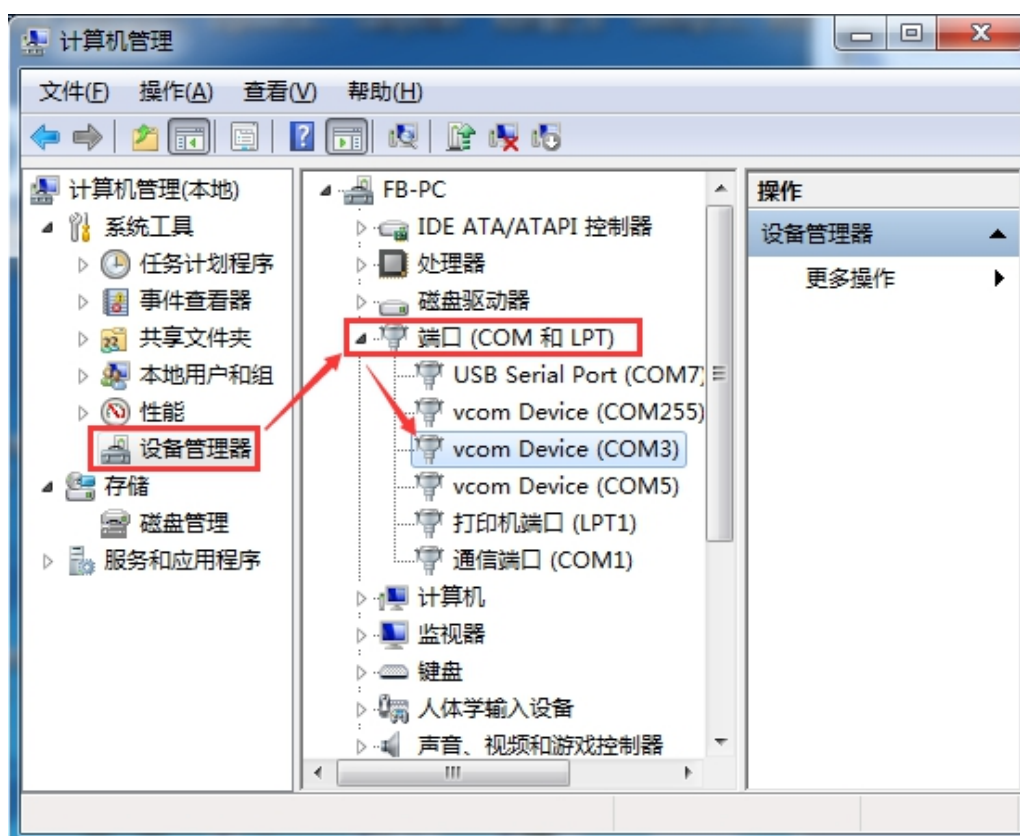 计算机管理
文件(F) 操作(A) 查看(V) 帮助(H)
计算机管理(本地)
系统工具
任务计划程序
事件查看器
共享文件夹
本地用户和组
性能
设备管理器
存储
磁盘管理
服务和应用程序
FB-PC
IDE ATA/ATAPI 控制器
处理器
磁盘驱动器
端口 (COM 和 LPT)
USB Serial Port (COM7)
vcom Device (COM255)
vcom Device (COM3)
vcom Device (COM5)
打印机端口 (LPT1)
通信端口 (COM1)
计算机
监视器
键盘
人体学输入设备
声音、视频和游戏控制器
操作
设备管理器
更多操作